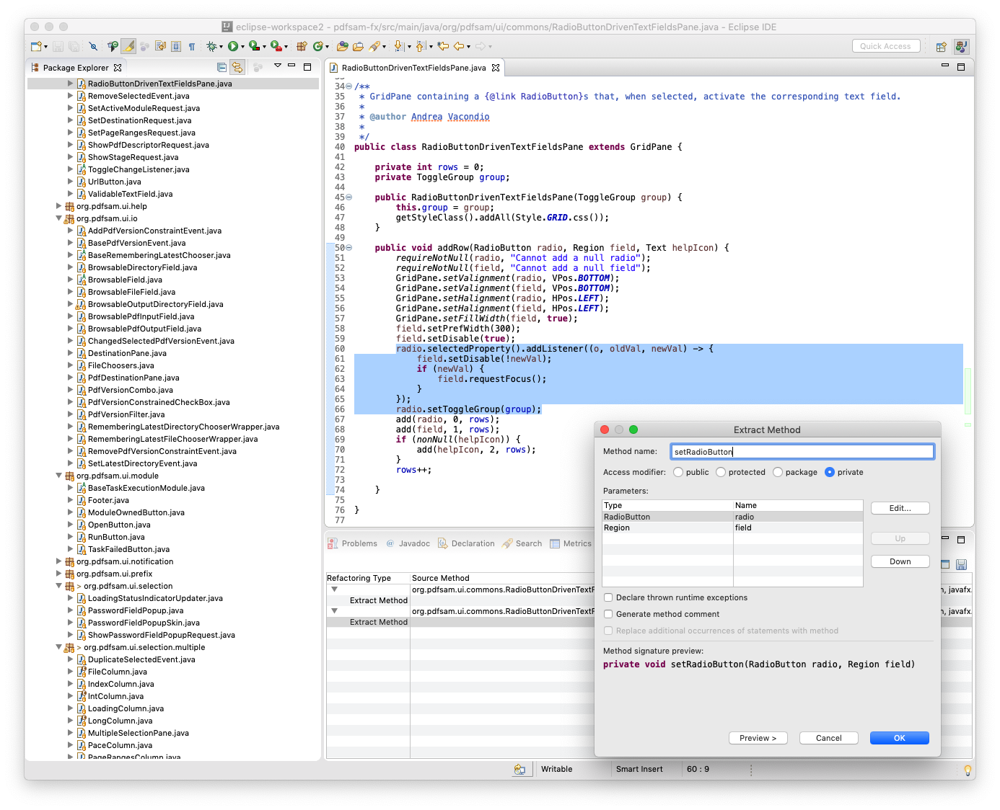 eclipse-workspace2 - pdfsam-fx/src/main/java/org/pdfsam/ui/commons/RadioButtonDrivenTextFieldsPane.java - Eclipse IDE
Quick Access
Package Explorer
RadioButtonDrivenTextFieldsPane.java
RemoveSelectedEvent.java
SetActiveModuleRequest.java
SetDestinationRequest.java
SetPageRangesRequest.java
ShowPdfDescriptorRequest.java
ShowStageRequest.java
ToggleChangeListener.java
UrlButton.java
ValidableTextField.java
org.pdfsam.ui.help
org.pdfsam.ui.io
AddPdfVersionConstraintEvent.java
BasePdfVersionEvent.java
BaseRememberingLatestChooser.java
BrowsableDirectoryField.java
BrowsableField.java
BrowsableFileField.java
BrowsableOutputDirectoryField.java
BrowsablePdfInputField.java
BrowsablePdfOutputField.java
ChangedSelectedPdfVersionEvent.java
DestinationPane.java
FileChoosers.java
PdfDestinationPane.java
PdfVersionCombo.java
PdfVersionConstrainedCheckBox.java
PdfVersionFilter.java
RememberingLatestDirectoryChooserWrapper.java
RememberingLatestFileChooserWrapper.java
RemovePdfVersionConstraintEvent.java
SetLatestDirectoryEvent.java
org.pdfsam.ui.module
BaseTaskExecutionModule.java
Footer.java
ModuleOwnedButton.java
OpenButton.java
RunButton.java
TaskFailedButton.java
org.pdfsam.ui.notification
org.pdfsam.ui.prefix
> org.pdfsam.ui.selection
LoadingStatusIndicatorUpdater.java
PasswordFieldPopup.java
PasswordFieldPopupSkin.java
ShowPasswordFieldPopupRequest.java
> org.pdfsam.ui.selection.multiple
DuplicateSelectedEvent.java
FileColumn.java
IndexColumn.java
IntColumn.java
LoadingColumn.java
LongColumn.java
MultipleSelectionPane.java
PaceColumn.java
PageRangesColumn.java
RadioButtonDrivenTextFieldsPane.java
34 /**
35 * GridPane containing a {@link RadioButton}s that, when selected, activate the corresponding text field.
36 *
37 * @author Andrea Vacondio
38 *
39 */
40 public class RadioButtonDrivenTextFieldsPane extends GridPane {
41
42 private int rows = 0;
43 private ToggleGroup group;
44
45 public RadioButtonDrivenTextFieldsPane(ToggleGroup group) {
46 this.group = group;
47 getStyleClass().addAll(Style.GRID.css());
48 }
49
50 public void addRow(RadioButton radio, Region field, Text helpIcon) {
51 requireNotNull(radio, "Cannot add a null radio");
52 requireNotNull(field, "Cannot add a null field");
53 GridPane.setValignment(radio, VPos.BOTTOM);
54 GridPane.setValignment(field, VPos.BOTTOM);
55 GridPane.setHalignment(radio, HPos.LEFT);
56 GridPane.setHalignment(field, HPos.LEFT);
57 GridPane.setFillWidth(field, true);
58 field.setPrefWidth(300);
59 field.setDisable(true);
60 radio.selectedProperty().addListener((o, oldVal, newVal) -> {
61 field.setDisable(!newVal);
62 if (newVal) {
63 field.requestFocus();
64 }
65 });
66 radio.setToggleGroup(group);
67 add(radio, 0, rows);
68 add(field, 1, rows);
69 if (nonNull(helpIcon)) {
70 add(helpIcon, 2, rows);
71 }
72 rows++;
73
74 }
75
76 }
77
Problems @ Javadoc Declaration Search Metrics
Refactoring Type Source Method
org.pdfsam.ui.commons.RadioButtonDrivenTextF n, javafx.
Extract Method
org.pdfsam.ui.commons.RadioButtonDrivenTextF n, javafx.
Extract Method
Extract Method
Method name: setRadioButton
Access modifier: public protected package private
Parameters:
Type Name
RadioButton radio
Region field
Edit...
Up
Down
Declare thrown runtime exceptions
Generate method comment
Replace additional occurrences of statements with method
Method signature preview:
private void setRadioButton(RadioButton radio, Region field)
Preview > Cancel OK
Writable Smart Insert 60 : 9